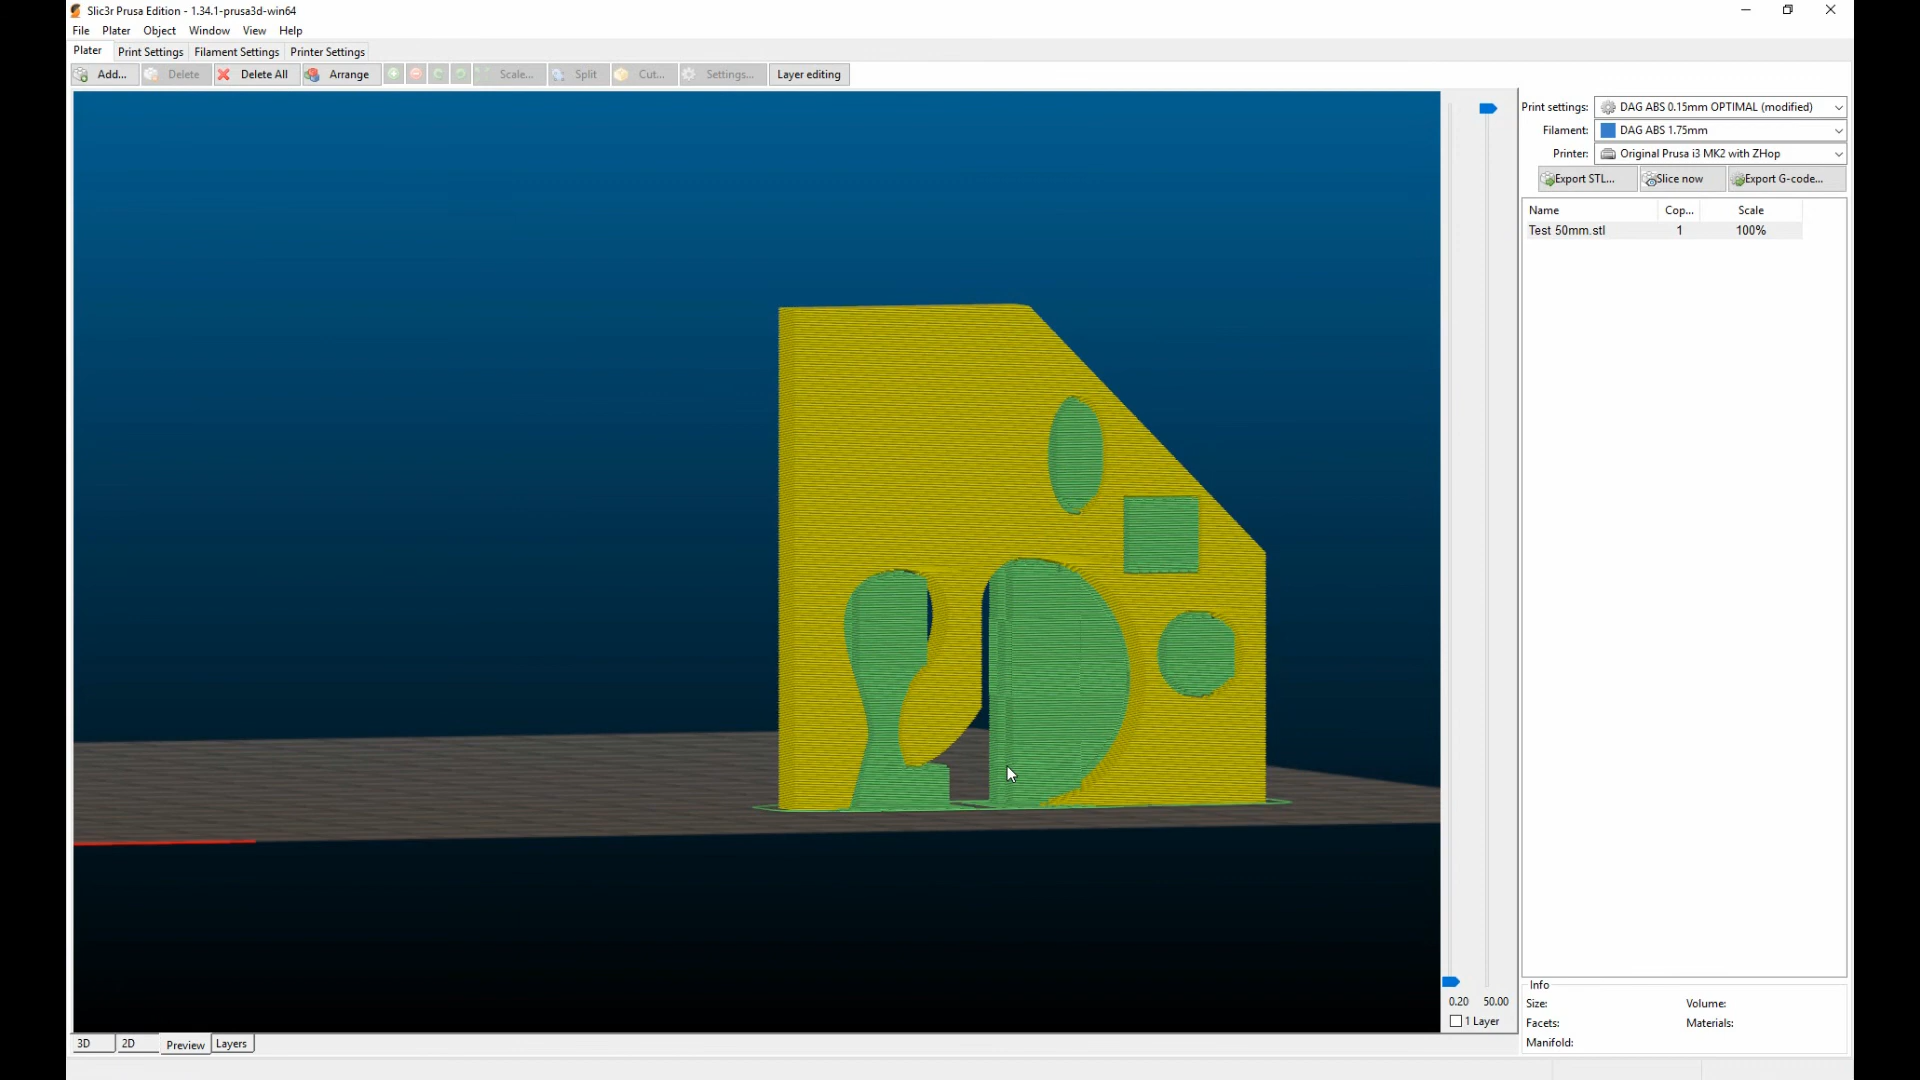 Slic3r Prusa Edition - 1.34.1-prusa3d-win64
File Plater Object Window View Help
Plater Print Settings Filament Settings Printer Settings
Add... Delete Delete All Arrange Scale... Split Cut... Settings... Layer editing
Print settings: DAG ABS 0.15mm OPTIMAL (modified)
Filament: DAG ABS 1.75mm
Printer: Original Prusa i3 MK2 with ZHop
Export STL... Slice now Export G-code...
Name Cop... Scale
Test 50mm.stl 1 100%
Info
Size: Volume:
Facets: Materials:
Manifold:
0.20 50.00
1 Layer
3D 2D Preview Layers